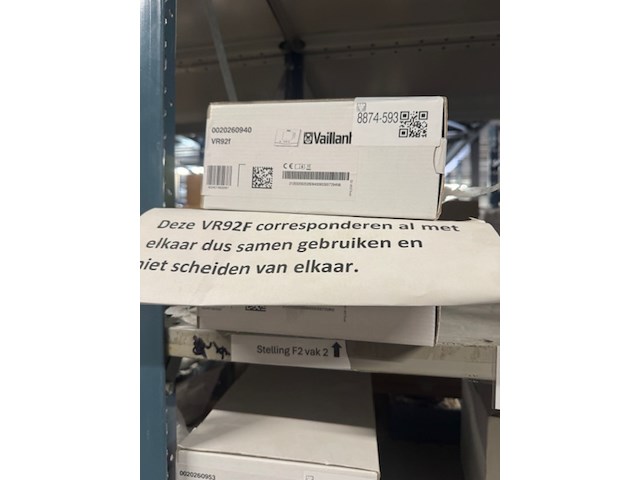 0020260940
VR92f
Vaillant
8874-593
Deze VR92F corresponderen al met
elkaar dus samen gebruiken en
niet scheiden van elkaar.
Stelling F2 vak 2
0020260953